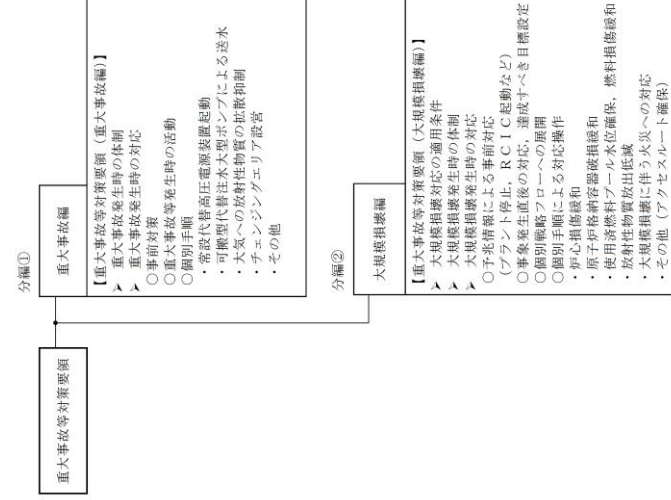 重大事故等対策要領
分編①
重大事故編
【重大事故等対策要領（重大事故編）】
➤ 重大事故発生時の体制
➤ 重大事故発生時の対応
○事前対策
○重大事故等発生時の活動
○個別手順
・常設代替高圧電源装置起動
・可搬型代替注水大型ポンプによる送水
・大気への放射性物質の拡散抑制
・チェンジングエリア設営
・その他
分編②
大規模損壊編
【重大事故等対策要領（大規模損壊編）】
➤ 大規模損壊対応の適用条件
➤ 大規模損壊発生時の体制
➤ 大規模損壊発生時の対応
○予兆情報による事前対応
（プラント停止，ＲＣＩＣ起動など）
○事象発生直後の対応，達成すべき目標設定
○個別戦略フローへの展開
○個別手順による対応操作
・炉心損傷緩和
・原子炉格納容器破損緩和
・使用済燃料プール水位確保，燃料損傷緩和
・放射性物質放出低減
・大規模損壊に伴う火災への対応
・その他（アクセスルート確保）